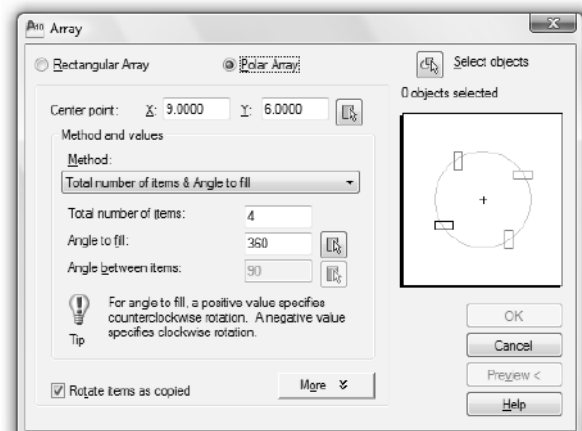 A10 Array
Rectangular Array Polar Array Select objects
0 objects selected
Center point: X: 9.0000 Y: 6.0000
Method and values
Method:
Total number of items & Angle to fill
Total number of items: 4
Angle to fill: 360
Angle between items: 90
For angle to fill, a positive value specifies
counterclockwise rotation. A negative value
specifies clockwise rotation.
Tip
Rotate items as copied
More
OK
Cancel
Preview <
Help